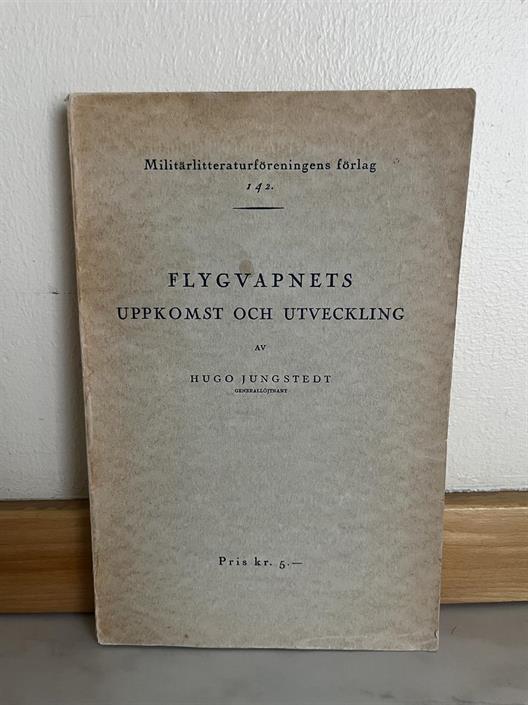 Militärlitteraturföreningens förlag
142.
FLYGVAPNETS
UPPKOMST OCH UTVECKLING
AV
HUGO JUNGSTEDT
GENERALLÖJTNANT
Pris kr. 5.—